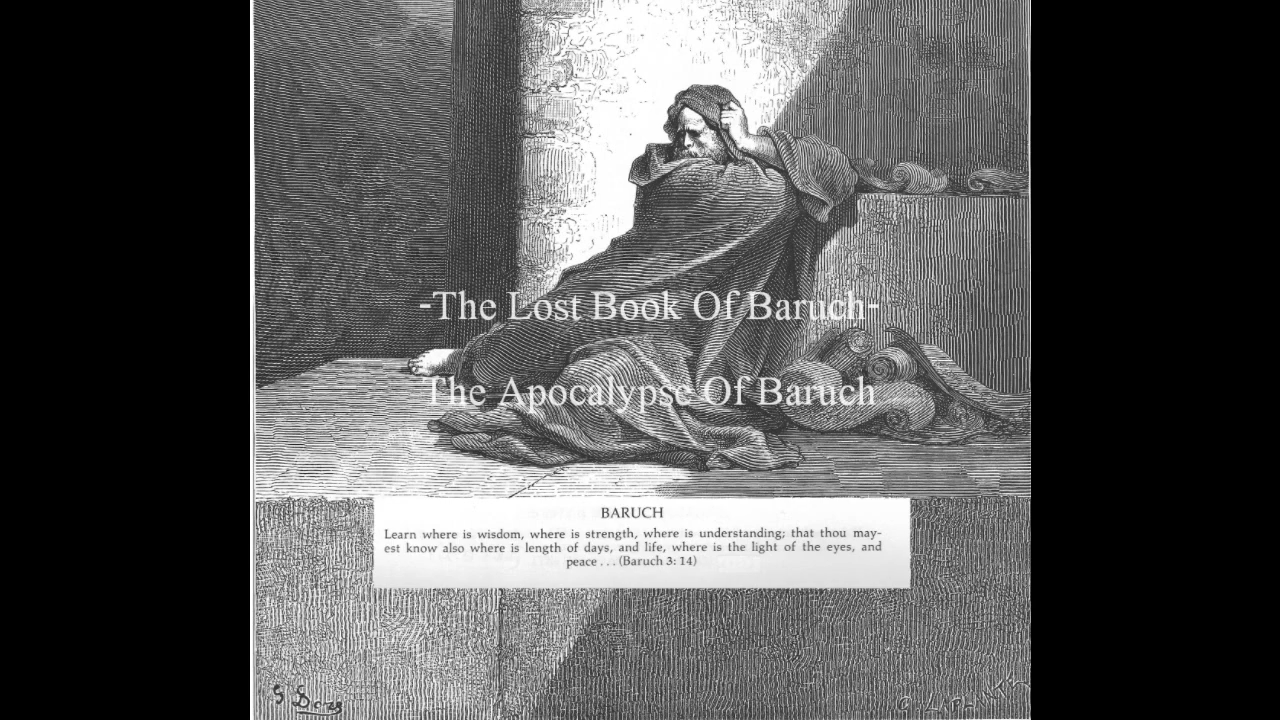 -The Lost Book Of Baruch-
The Apocalypse Of Baruch
BARUCH
Learn where is wisdom, where is strength, where is understanding; that thou may-
est know also where is length of days, and life, where is the light of the eyes, and
peace . . . (Baruch 3: 14)
G Doré
C. LAPLANTE